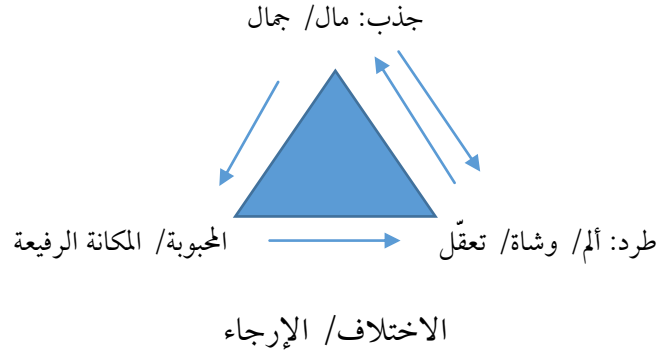 جذب: مال/ جمال
طرد: ألم/ وشاة/ تعقّل
المحبوبة/ المكانة الرفيعة
الاختلاف/ الإرجاء